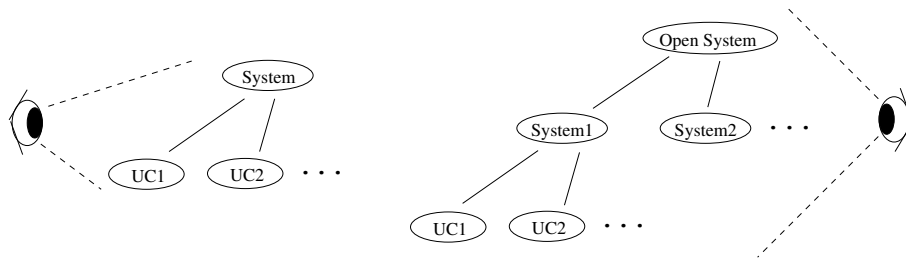 System
UC1
UC2
. . .
Open System
System1
System2
. . .
UC1
UC2
. . .